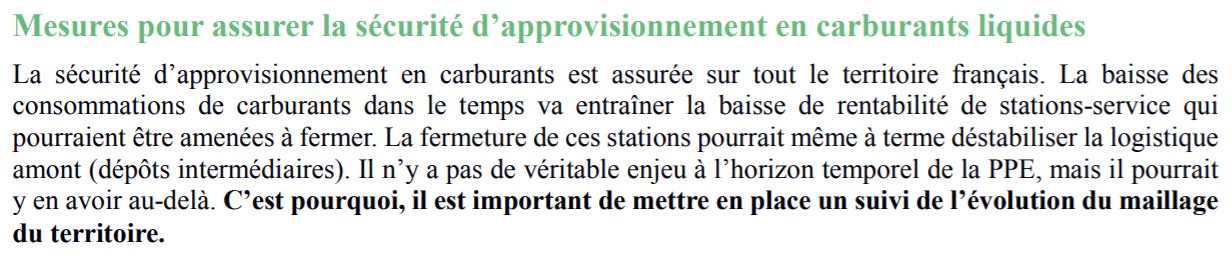 Mesures pour assurer la sécurité d’approvisionnement en carburants liquides
La sécurité d’approvisionnement en carburants est assurée sur tout le territoire français. La baisse des
consommations de carburants dans le temps va entraîner la baisse de rentabilité de stations-service qui
pourraient être amenées à fermer. La fermeture de ces stations pourrait même à terme déstabiliser la logistique
amont (dépôts intermédiaires). Il n’y a pas de véritable enjeu à l’horizon temporel de la PPE, mais il pourrait
y en avoir au-delà. C’est pourquoi, il est important de mettre en place un suivi de l’évolution du maillage
du territoire.